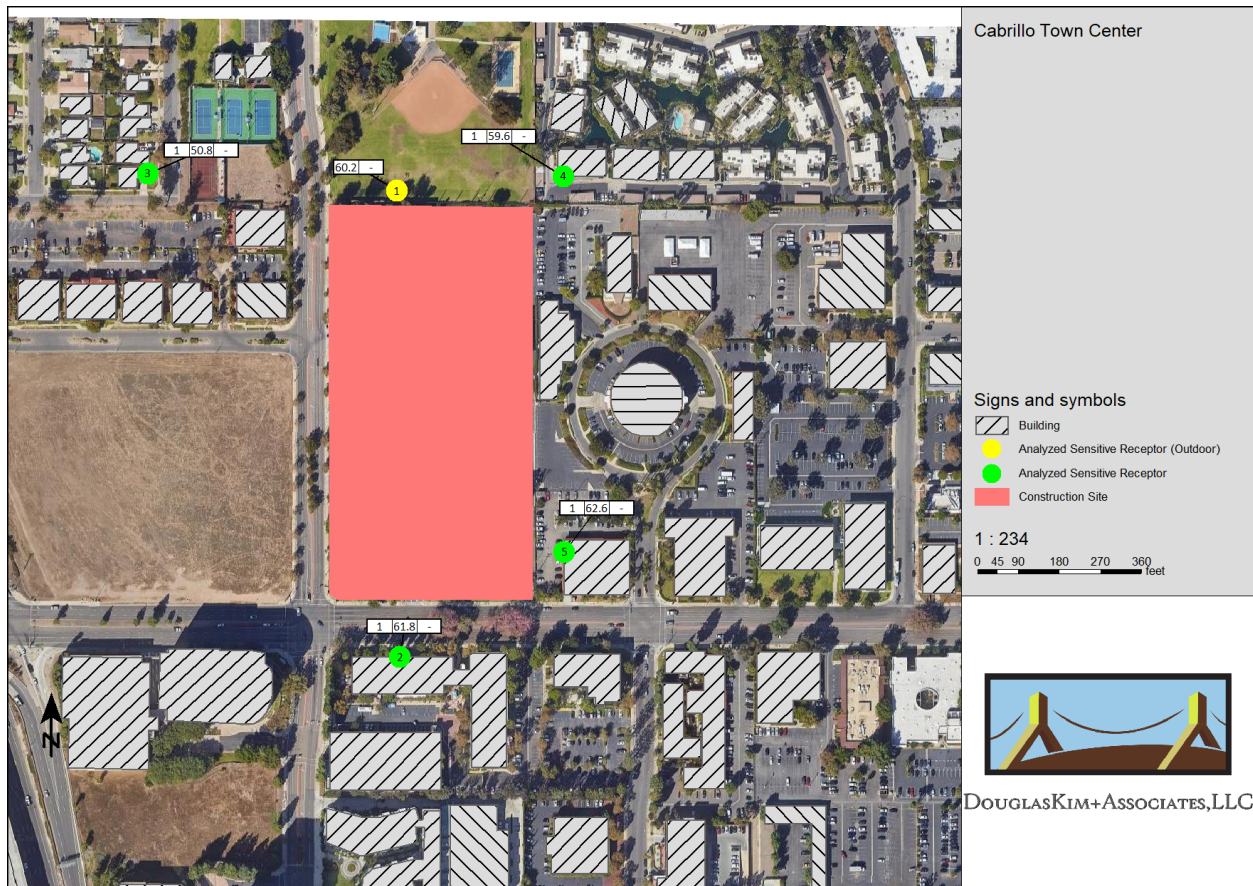 Cabrillo Town Center
1 59.6 -
4
1 50.8 -
3
60.2 -
1
1 62.6 -
5
1 61.8 -
2
N
Signs and symbols
Building
Analyzed Sensitive Receptor (Outdoor)
Analyzed Sensitive Receptor
Construction Site
1 : 234
0 45 90 180 270 360
feet
DOUGLASKIM+ASSOCIATES,LLC